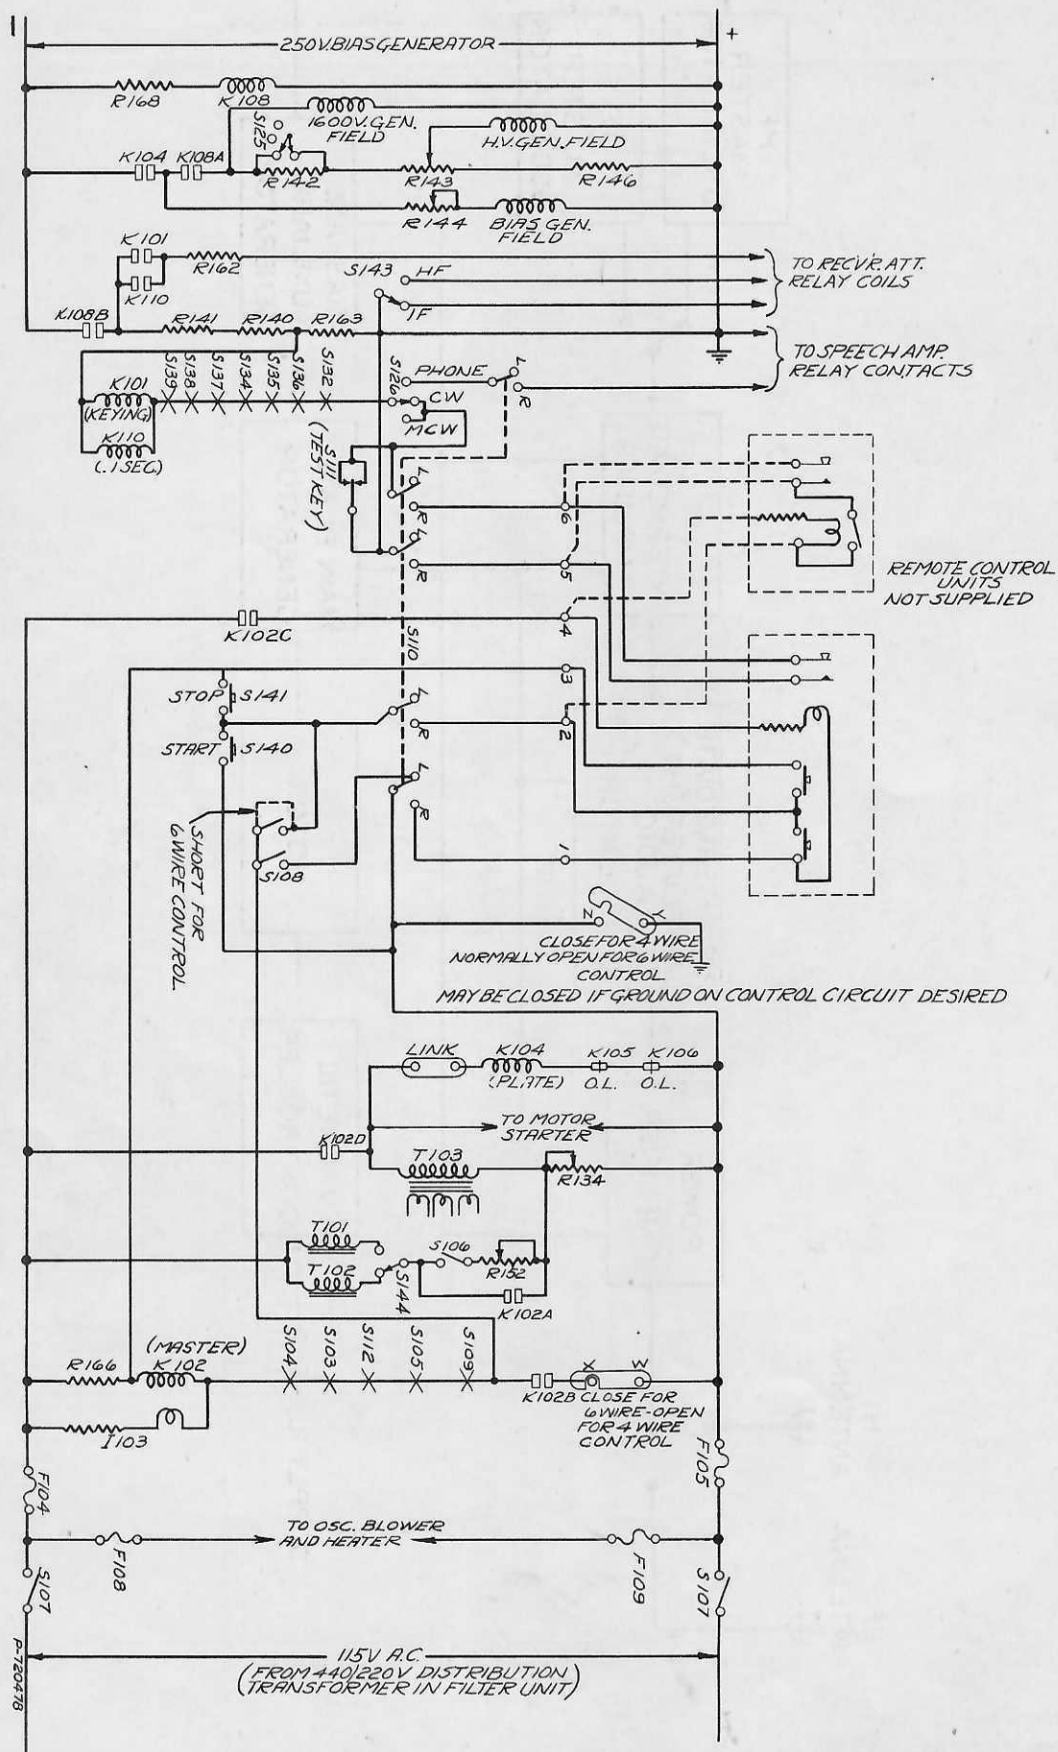 250V. BIAS GENERATOR
+
R168
K108
1600V. GEN.
FIELD
S125
H.V. GEN. FIELD
K104
K108A
R142
R143
R146
R144
BIAS GEN.
FIELD
K101
R162
K110
S143
HF
IF
TO RECV'R. ATT.
RELAY COILS
K108B
R141
R140
R163
TO SPEECH AMP.
RELAY CONTACTS
S139
S138
S137
S134
S135
S136
S132
K101
(KEYING)
K110
(.1 SEC.)
S126
PHONE
CW
MCW
L
R
S111
(TEST KEY)
L
R
L
R
6
5
REMOTE CONTROL
UNITS
NOT SUPPLIED
K102C
4
S110
3
STOP
S141
L
R
2
START
S140
L
R
SHORT FOR
6 WIRE CONTROL
S108
1
Z
Y
CLOSE FOR 4 WIRE
NORMALLY OPEN FOR 6 WIRE
CONTROL
MAY BE CLOSED IF GROUND ON CONTROL CIRCUIT DESIRED
LINK
K104
(PLATE)
K105
O.L.
K106
O.L.
TO MOTOR
STARTER
K102D
T103
R134
T101
T102
S144
S106
R152
K102A
(MASTER)
R166
K102
S104
S103
S112
S105
S109
K102B
X
W
CLOSE FOR
6 WIRE-OPEN
FOR 4 WIRE
CONTROL
I103
F104
F105
TO OSC. BLOWER
AND HEATER
F108
F109
S107
S107
115V A.C.
(FROM 440/220V DISTRIBUTION
TRANSFORMER IN FILTER UNIT)
P-720478